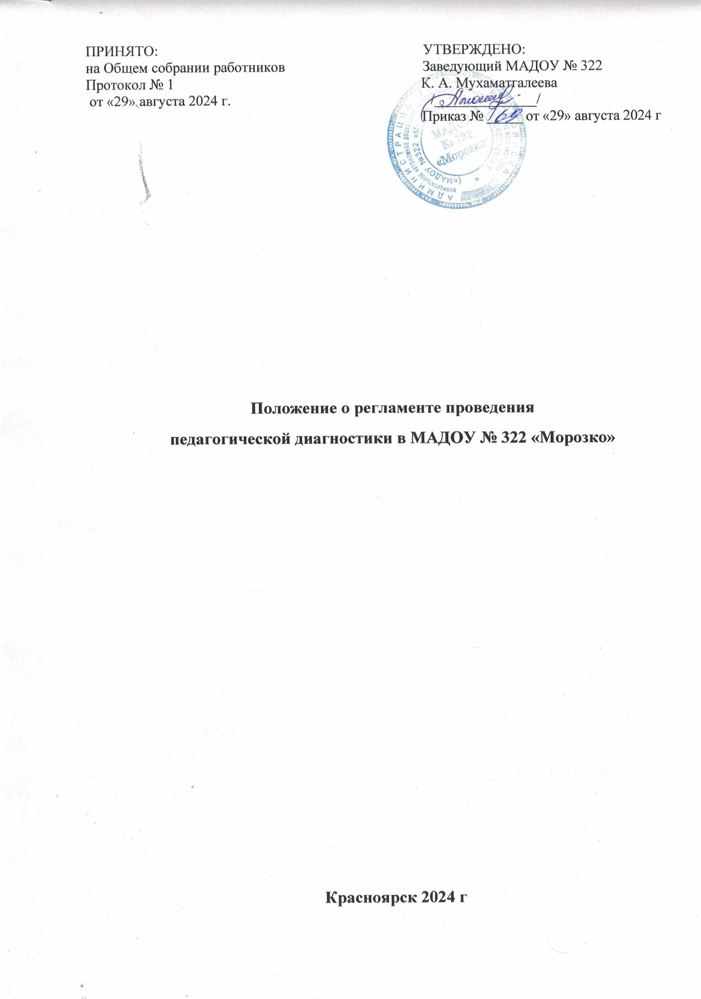 ПРИНЯТО:
на Общем собрании работников
Протокол № 1
от «29» августа 2024 г.
УТВЕРЖДЕНО:
Заведующий МАДОУ № 322
К. А. Мухаматгалеева
/ /
Приказ № 169 от «29» августа 2024 г
МАДОУ
№ 322
«Морозко»
Положение о регламенте проведения
педагогической диагностики в МАДОУ № 322 «Морозко»
Красноярск 2024 г